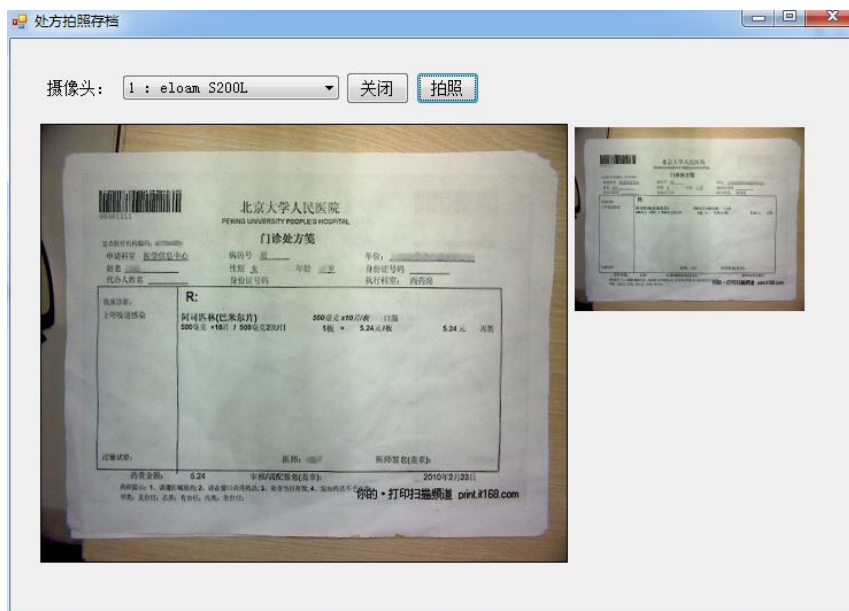 处方拍照存档
摄像头： 1 : eloam S200L 关闭 拍照
00001111
北京大学人民医院
PEKING UNIVERSITY PEOPLE'S HOSPITAL
门诊处方笺
申请科室 医学信息中心 病历号 单位：
姓名 性别 女 年龄 身份证号码
代办人姓名 身份证号码 执行科室： 西药房
临床诊断： R:
上呼吸道感染 阿司匹林(巴米尔片) 500毫克x10片/板 口服
500毫克 x10片 / 500毫克 1板 × 5.24元/板 5.24 元 丙类
过敏试验： 医师： 医师签名(盖章)：
药费金额： 5.24 审核/调配签名(盖章)： 2010年2月23日
你的·打印扫描频道 print.it168.com